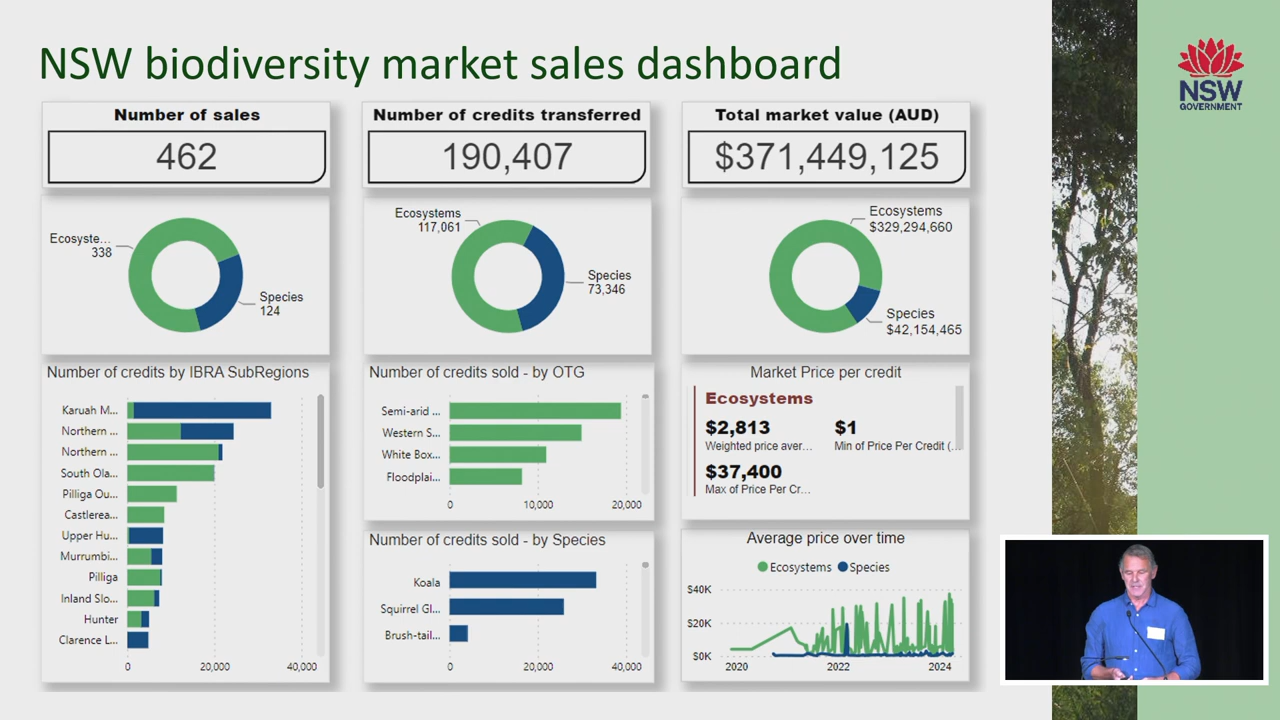 NSW biodiversity market sales dashboard
NSW
GOVERNMENT
Number of sales
462
Number of credits transferred
190,407
Total market value (AUD)
$371,449,125
Ecosyste...
338
Species
124
Ecosystems
117,061
Species
73,346
Ecosystems
$329,294,660
Species
$42,154,465
Number of credits by IBRA SubRegions
Karuah M...
Northern ...
Northern ...
South Ola...
Pilliga Ou...
Castlerea...
Upper Hu...
Murrumbi...
Pilliga
Inland Slo...
Hunter
Clarence L...
0 20,000 40,000
Number of credits sold - by OTG
Semi-arid ...
Western S...
White Box...
Floodplai...
0 10,000 20,000
Number of credits sold - by Species
Koala
Squirrel Gl...
Brush-tail...
0 20,000 40,000
Market Price per credit
Ecosystems
$2,813 $1
Weighted price aver... Min of Price Per Credit (...
$37,400
Max of Price Per Cr...
Average price over time
Ecosystems Species
$40K
$20K
$0K
2020 2022 2024